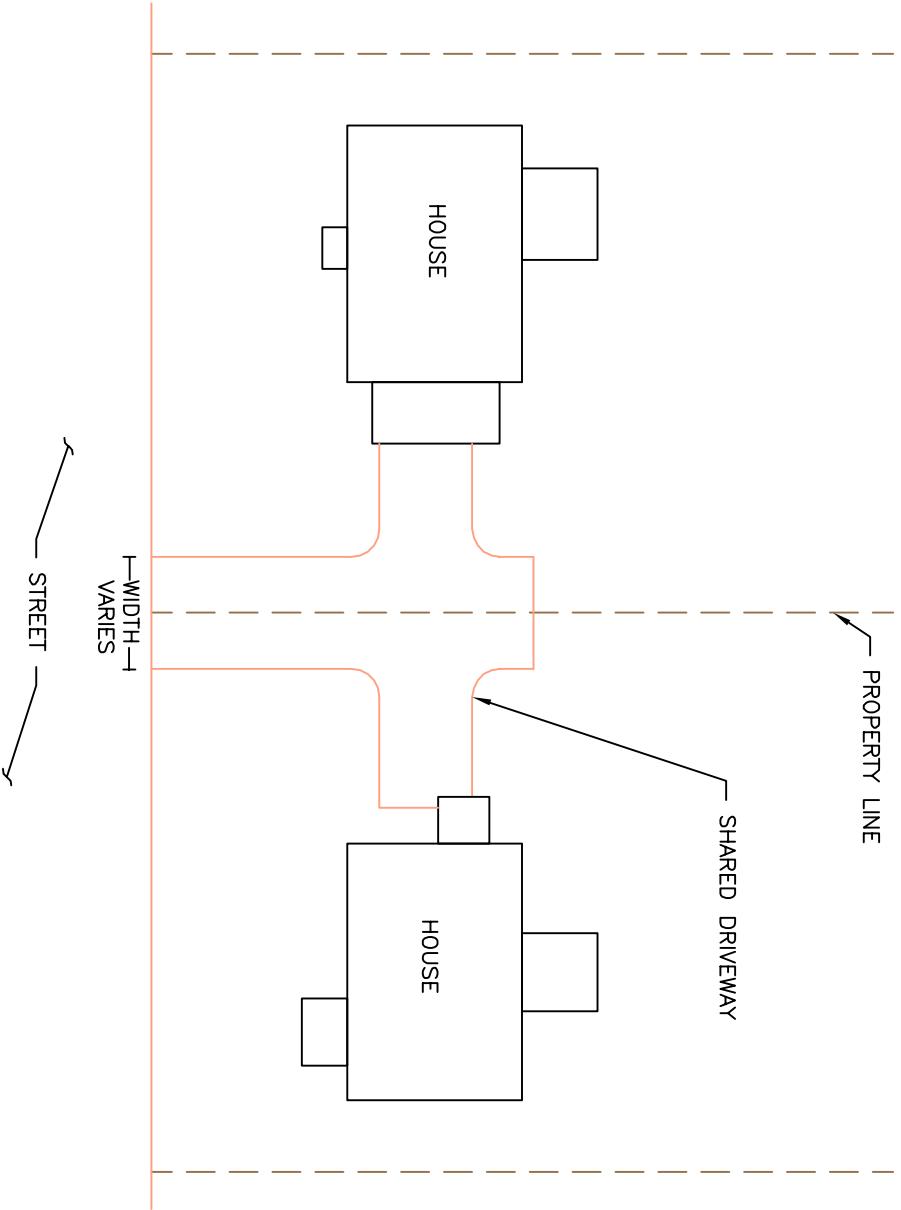 PROPERTY LINE
SHARED DRIVEWAY
HOUSE
HOUSE
WIDTH
VARIES
STREET